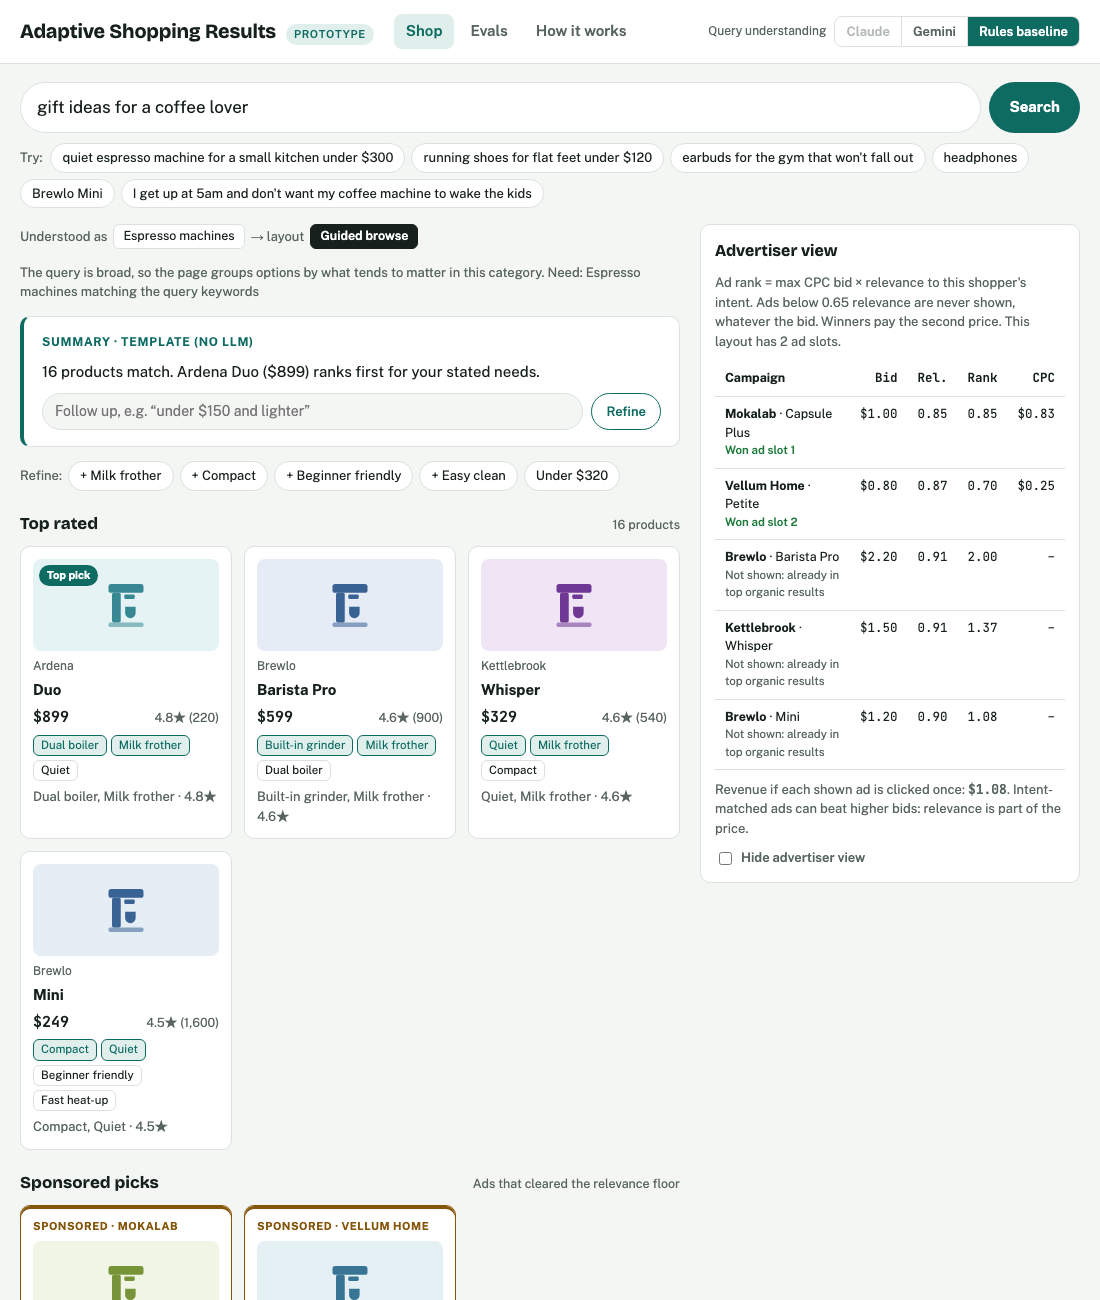 Adaptive Shopping Results PROTOTYPE Shop Evals How it works Query understanding Claude Gemini Rules baseline
gift ideas for a coffee lover Search
Try: quiet espresso machine for a small kitchen under $300 running shoes for flat feet under $120 earbuds for the gym that won't fall out headphones
Brewlo Mini I get up at 5am and don't want my coffee machine to wake the kids
Understood as Espresso machines → layout Guided browse
The query is broad, so the page groups options by what tends to matter in this category. Need: Espresso
machines matching the query keywords
SUMMARY · TEMPLATE (NO LLM)
16 products match. Ardena Duo ($899) ranks first for your stated needs.
Follow up, e.g. “under $150 and lighter” Refine
Refine: + Milk frother + Compact + Beginner friendly + Easy clean Under $320
Top rated 16 products
Top pick
Ardena
Duo
$899 4.8★ (220)
Dual boiler Milk frother
Quiet
Dual boiler, Milk frother · 4.8★
Brewlo
Barista Pro
$599 4.6★ (900)
Built-in grinder Milk frother
Dual boiler
Built-in grinder, Milk frother ·
4.6★
Kettlebrook
Whisper
$329 4.6★ (540)
Quiet Milk frother
Compact
Quiet, Milk frother · 4.6★
Brewlo
Mini
$249 4.5★ (1,600)
Compact Quiet
Beginner friendly
Fast heat-up
Compact, Quiet · 4.5★
Sponsored picks Ads that cleared the relevance floor
SPONSORED · MOKALAB
SPONSORED · VELLUM HOME
Advertiser view
Ad rank = max CPC bid × relevance to this shopper's
intent. Ads below 0.65 relevance are never shown,
whatever the bid. Winners pay the second price. This
layout has 2 ad slots.
Campaign Bid Rel. Rank CPC
Mokalab · Capsule $1.00 0.85 0.85 $0.83
Plus
Won ad slot 1
Vellum Home · $0.80 0.87 0.70 $0.25
Petite
Won ad slot 2
Brewlo · Barista Pro $2.20 0.91 2.00 –
Not shown: already in
top organic results
Kettlebrook · $1.50 0.91 1.37 –
Whisper
Not shown: already in
top organic results
Brewlo · Mini $1.20 0.90 1.08 –
Not shown: already in
top organic results
Revenue if each shown ad is clicked once: $1.08. Intent-
matched ads can beat higher bids: relevance is part of the
price.
Hide advertiser view